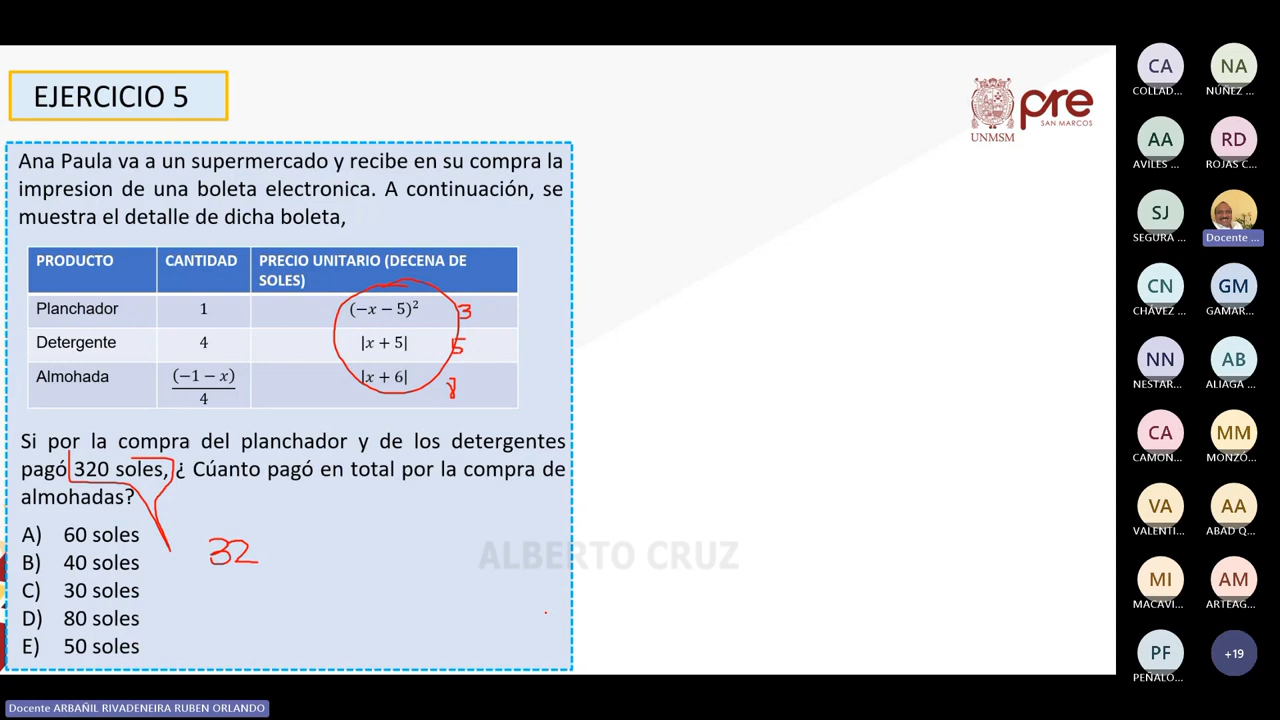 EJERCICIO 5
UNMSM
pre
SAN MARCOS
Ana Paula va a un supermercado y recibe en su compra la
impresion de una boleta electronica. A continuación, se
muestra el detalle de dicha boleta,
PRODUCTO CANTIDAD PRECIO UNITARIO (DECENA DE
SOLES)
Planchador 1 (−x − 5)² 3
Detergente 4 |x + 5| 5
Almohada (−1 − x)/4 |x + 6| 8
Si por la compra del planchador y de los detergentes
pagó 320 soles, ¿ Cúanto pagó en total por la compra de
almohadas?
A) 60 soles
B) 40 soles
C) 30 soles
D) 80 soles
E) 50 soles
32
ALBERTO CRUZ
CA NA
COLLAD... NÚÑEZ ...
AA RD
AVILES ... ROJAS C...
SJ
SEGURA ... Docente ...
CN GM
CHÁVEZ ... GAMAR...
NN AB
NESTAR... ALIAGA ...
CA MM
CAMON... MONZÓ...
VA AA
VALENTI... ABAD Q...
MI AM
MACAVI... ARTEAG...
PF +19
PEÑALO...
Docente ARBAÑIL RIVADENEIRA RUBEN ORLANDO